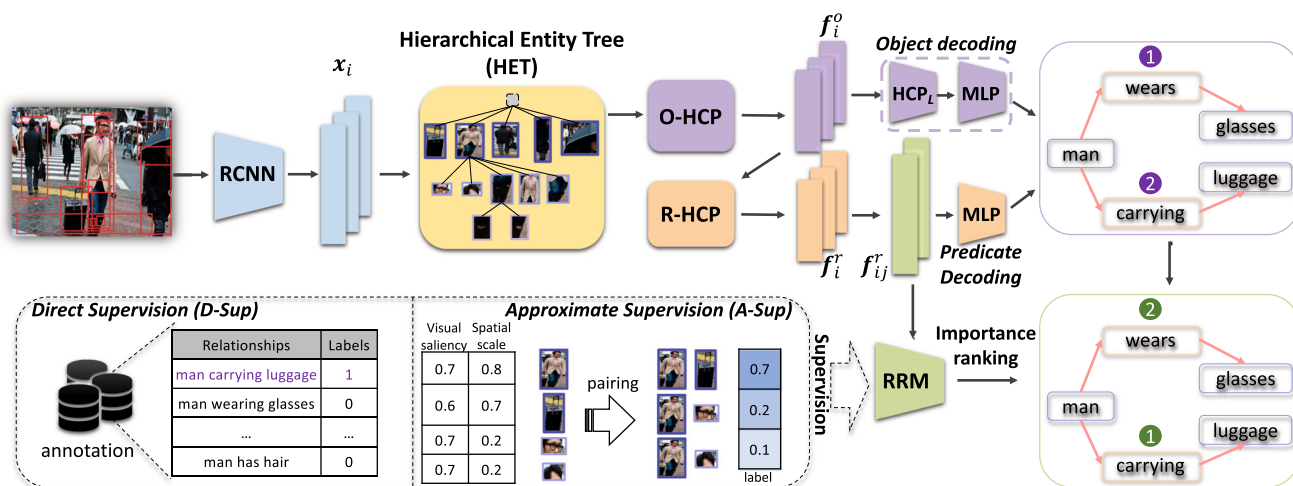 Hierarchical Entity Tree
(HET)
x_i
RCNN
O-HCP
R-HCP
f_i^o
Object decoding
HCP_L
MLP
f_i^r
f_ij^r
MLP
Predicate
Decoding
1
wears
glasses
man
luggage
2
carrying
Direct Supervision (D-Sup)
annotation
Relationships Labels
man carrying luggage 1
man wearing glasses 0
... ...
man has hair 0
Approximate Supervision (A-Sup)
Visual saliency Spatial scale
0.7 0.8
0.6 0.7
0.7 0.2
0.7 0.2
pairing
0.7
0.2
0.1
label
Supervision
RRM
Importance
ranking
2
wears
glasses
man
luggage
1
carrying